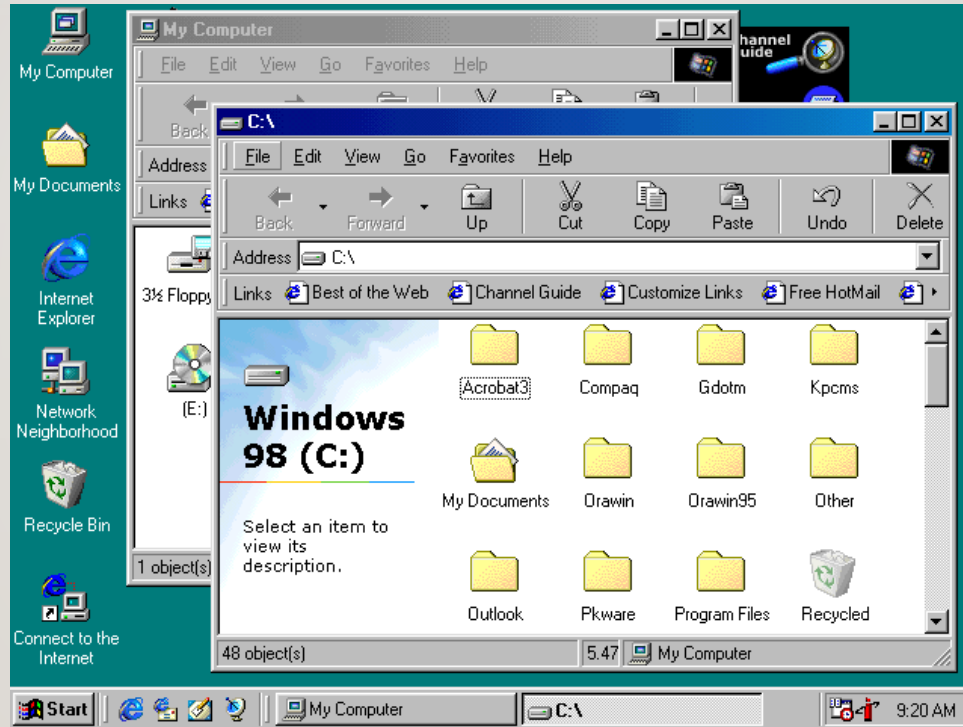 My Computer
My Documents
Internet
Explorer
Network
Neighborhood
Recycle Bin
Connect to the
Internet
My Computer
File Edit View Go Favorites Help
Back
Address
Links
3½ Floppy
(E:)
1 object(s)
hannel
uide
C:\
File Edit View Go Favorites Help
Back Forward Up Cut Copy Paste Undo Delete
Address C:\
Links Best of the Web Channel Guide Customize Links Free HotMail
Windows
98 (C:)
Select an item to
view its
description.
Acrobat3 Compaq Gdotm Kpcms
My Documents Orawin Orawin95 Other
Outlook Pkware Program Files Recycled
48 object(s) 5.47 My Computer
Start My Computer C:\ 9:20 AM